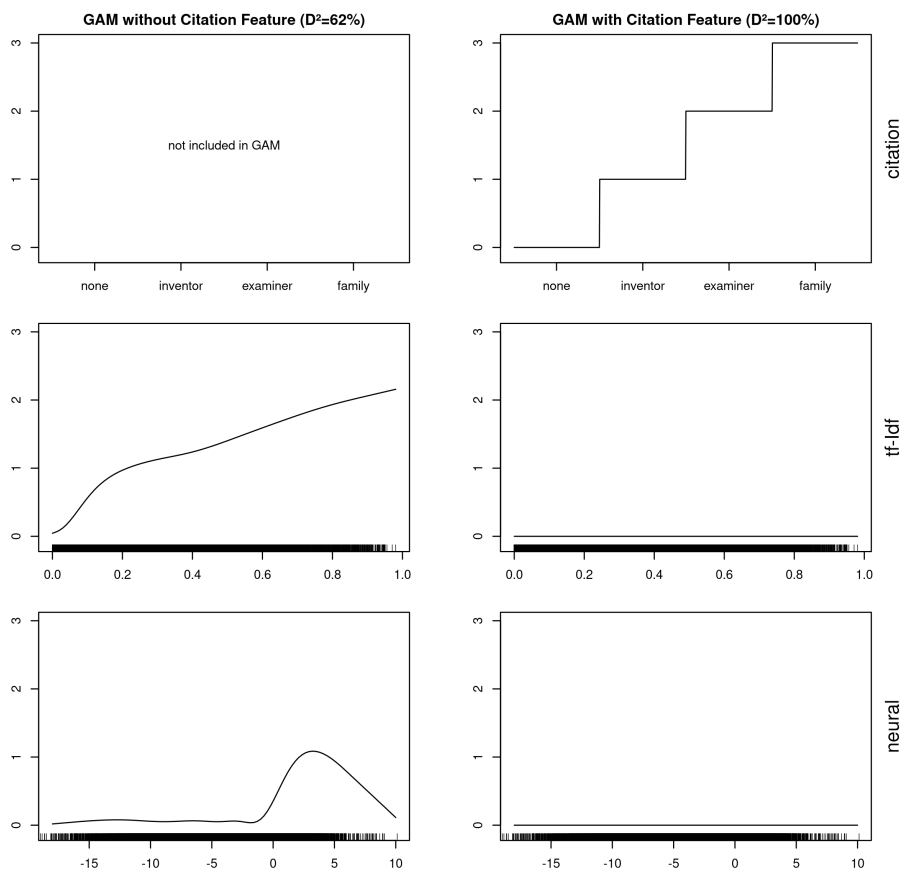 GAM without Citation Feature (D²=62%)
GAM with Citation Feature (D²=100%)
3
2
1
0
not included in GAM
none inventor examiner family
3
2
1
0
none inventor examiner family
citation
3
2
1
0
0.0 0.2 0.4 0.6 0.8 1.0
3
2
1
0
0.0 0.2 0.4 0.6 0.8 1.0
tf-Idf
3
2
1
0
-15 -10 -5 0 5 10
3
2
1
0
-15 -10 -5 0 5 10
neural